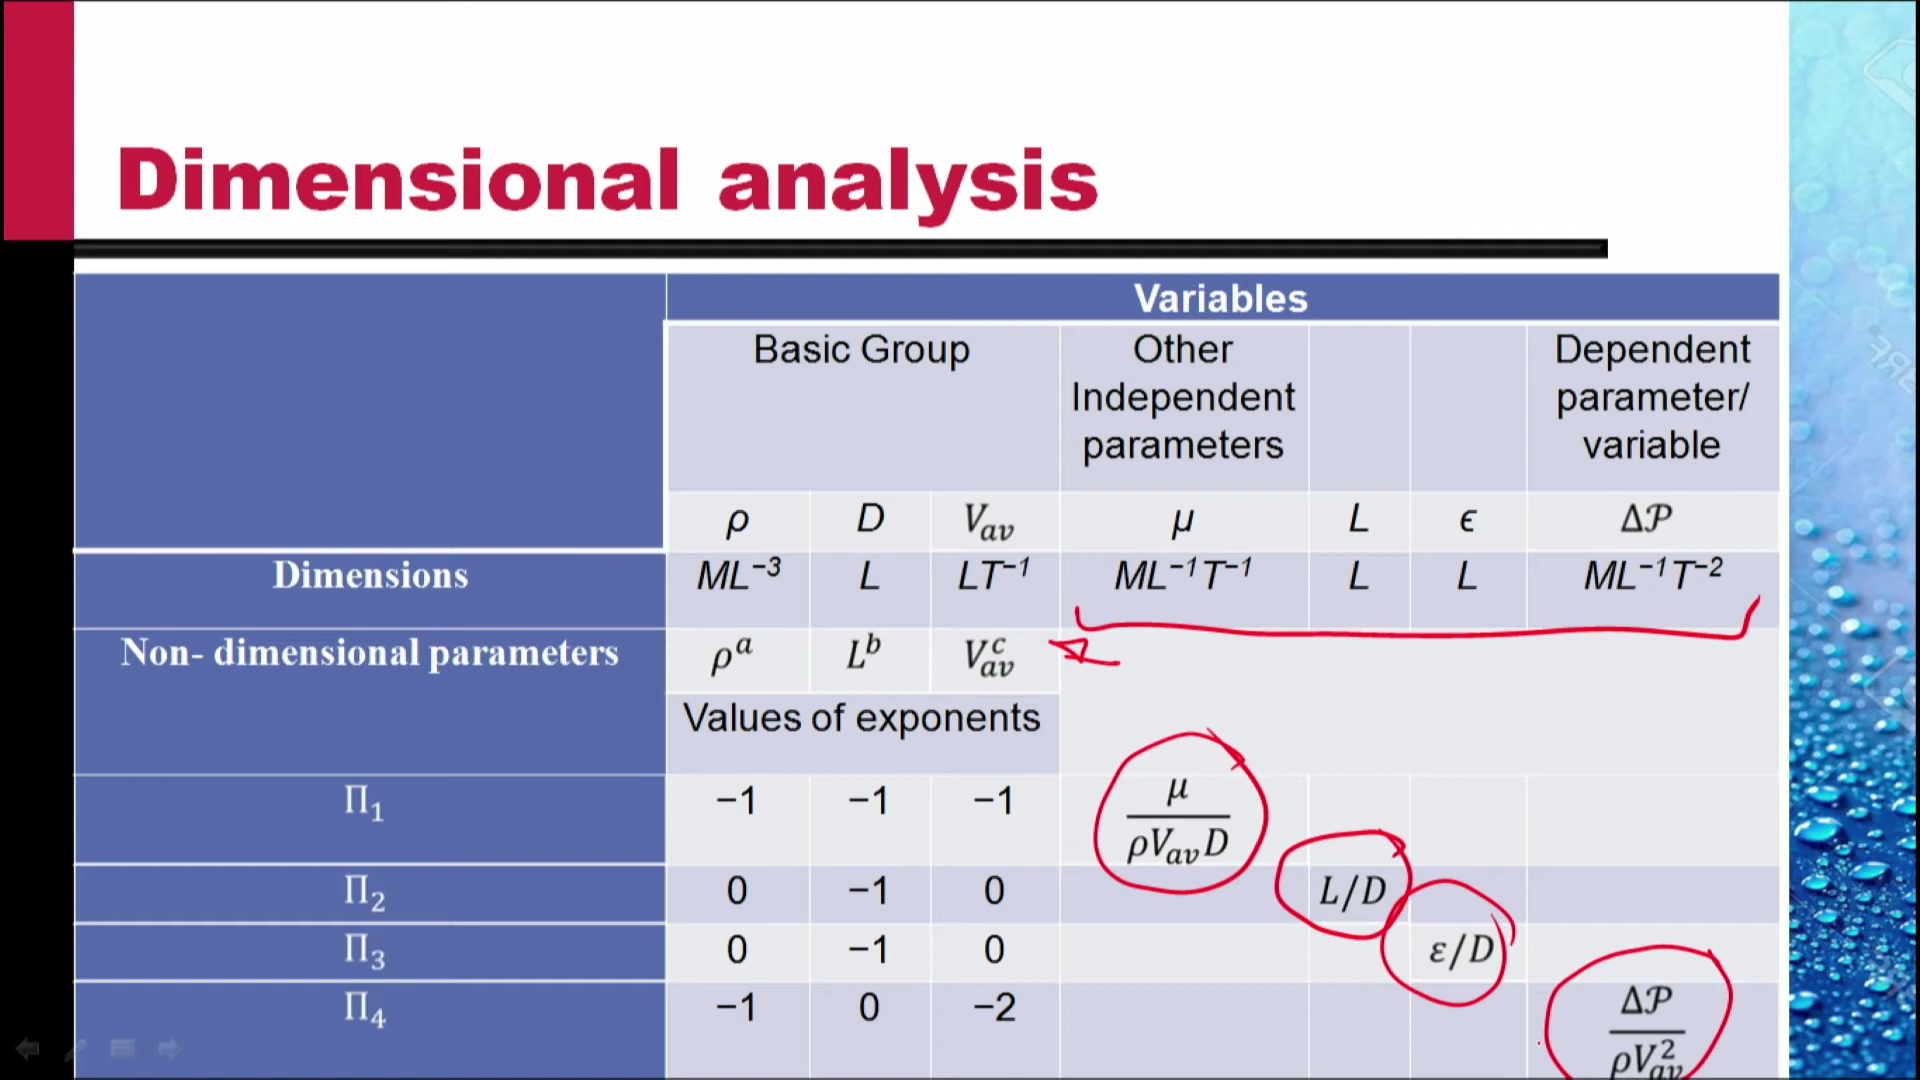 Dimensional analysis
Variables
Basic Group
Other Independent parameters
Dependent parameter/ variable
ρ D V_av μ L ϵ Δ𝒫
Dimensions ML⁻³ L LT⁻¹ ML⁻¹T⁻¹ L L ML⁻¹T⁻²
Non- dimensional parameters ρ^a L^b V_av^c
Values of exponents
Π₁ −1 −1 −1 μ/(ρV_av D)
Π₂ 0 −1 0 L/D
Π₃ 0 −1 0 ε/D
Π₄ −1 0 −2 Δ𝒫/(ρV_av²)